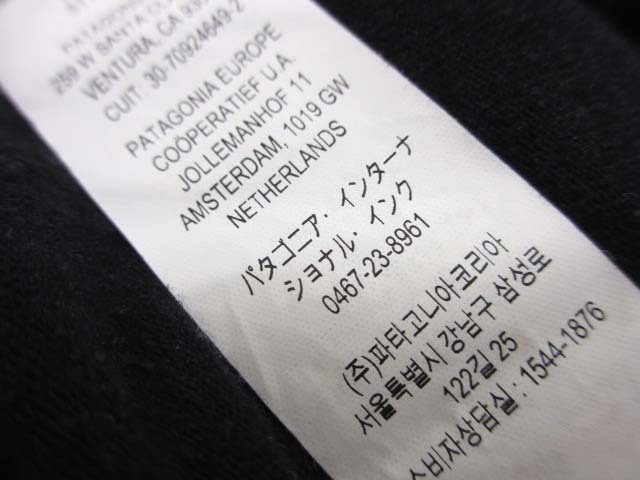 PATAGONIA
259 W SANTA CL
VENTURA, CA 93
CUIT. 30-70924649-2
PATAGONIA EUROPE
COÖPERATIEF U.A.
JOLLEMANHOF 11
AMSTERDAM, 1019 GW
NETHERLANDS
パタゴニア・インターナ
ショナル・インク
0467-23-8961
(주)파타고니아코리아
서울특별시 강남구 삼성로
122길 25
소비자상담실 : 1544-1876